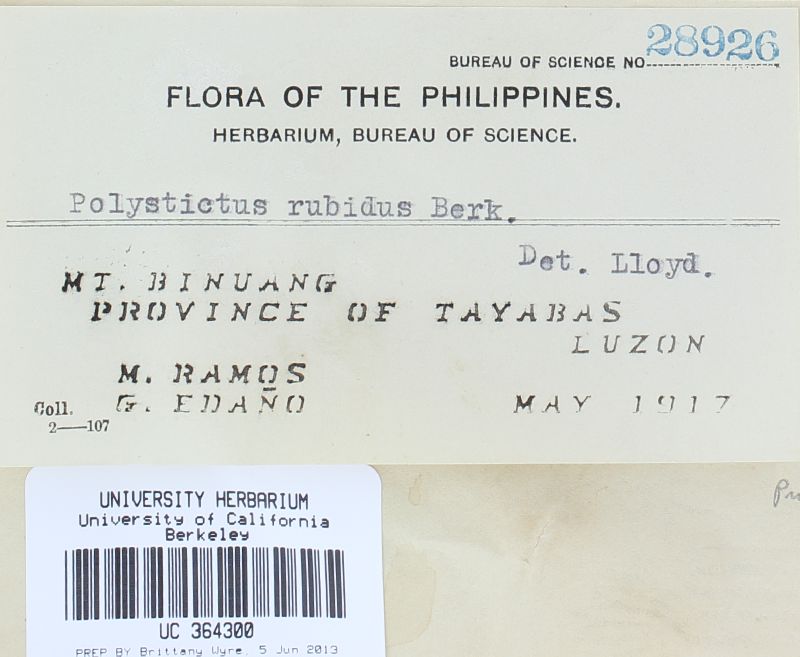 BUREAU OF SCIENCE NO. 28926
FLORA OF THE PHILIPPINES.
HERBARIUM, BUREAU OF SCIENCE.
Polystictus rubidus Berk.
Det. Lloyd.
MT. BINUANG
PROVINCE OF TAYABAS
LUZON
M. RAMOS
Coll. G. EDAÑO MAY 1917
2—107
UNIVERSITY HERBARIUM
University of California
Berkeley
UC 364300
PREP BY Brittany Wyre, 5 Jun 2013